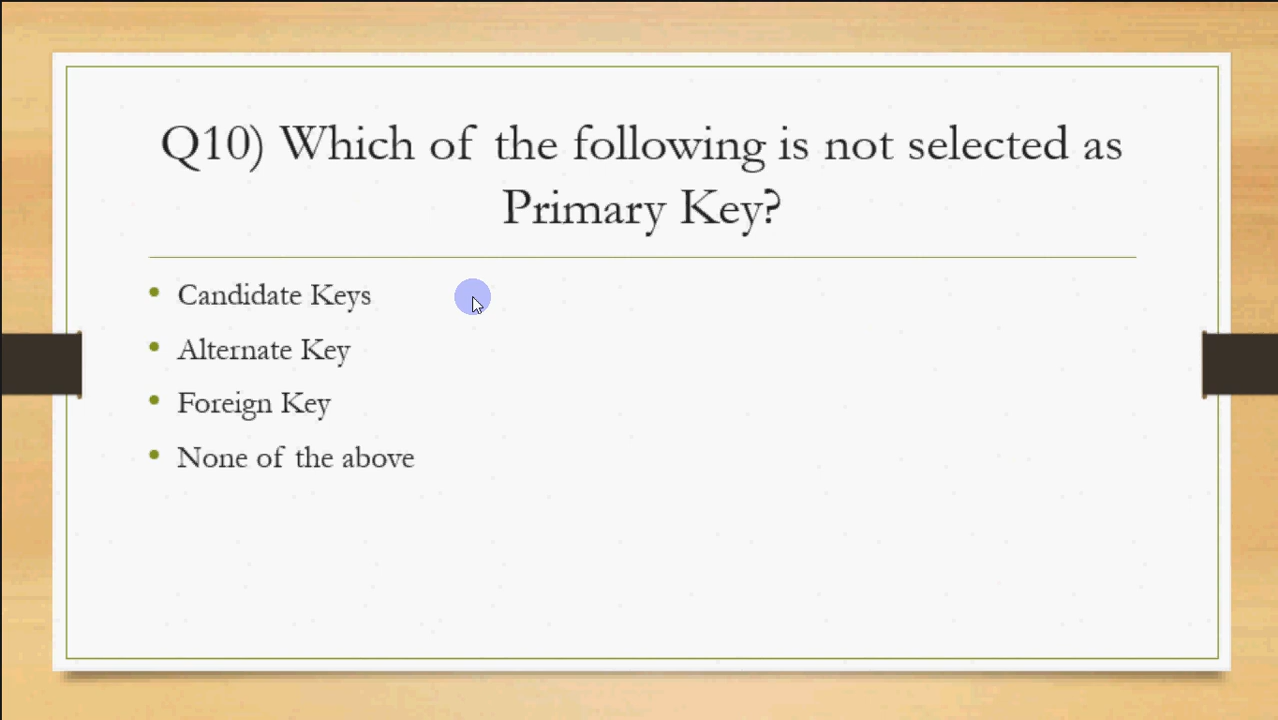 Q10) Which of the following is not selected as
Primary Key?
• Candidate Keys
• Alternate Key
• Foreign Key
• None of the above